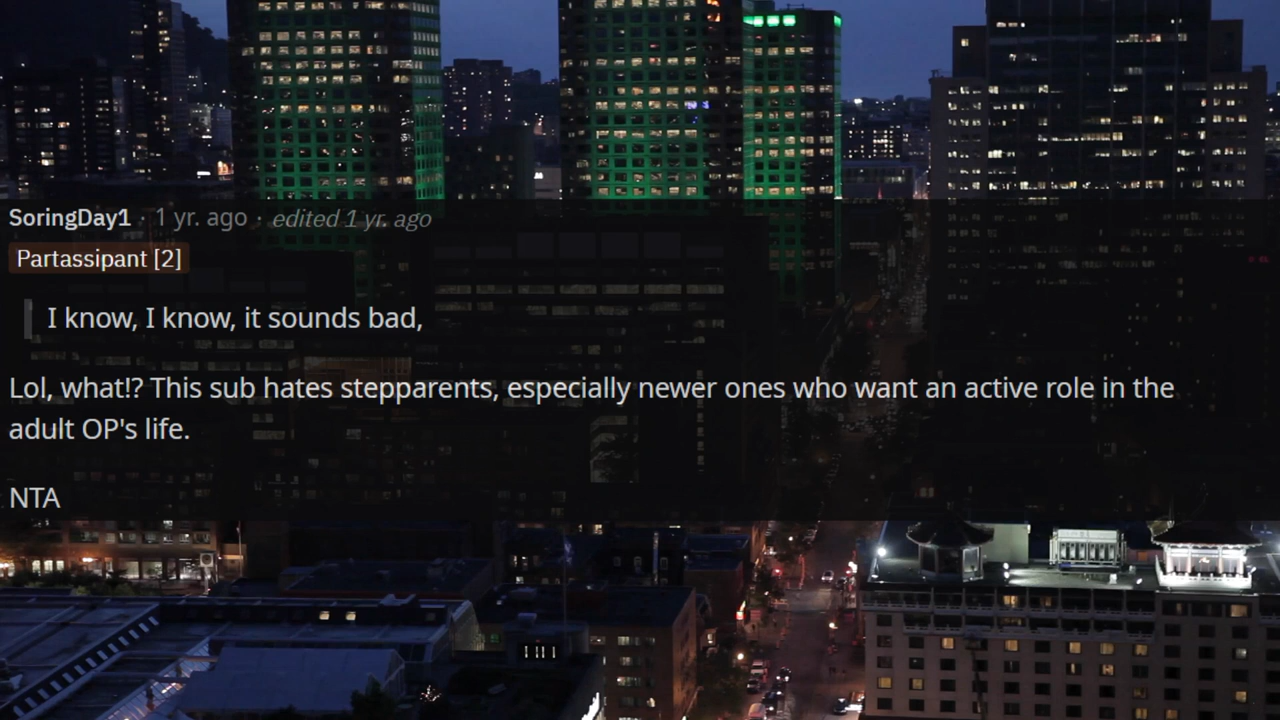 SoringDay1 · 1 yr. ago · edited 1 yr. ago
Partassipant [2]
I know, I know, it sounds bad,
Lol, what!? This sub hates stepparents, especially newer ones who want an active role in the
adult OP's life.
NTA